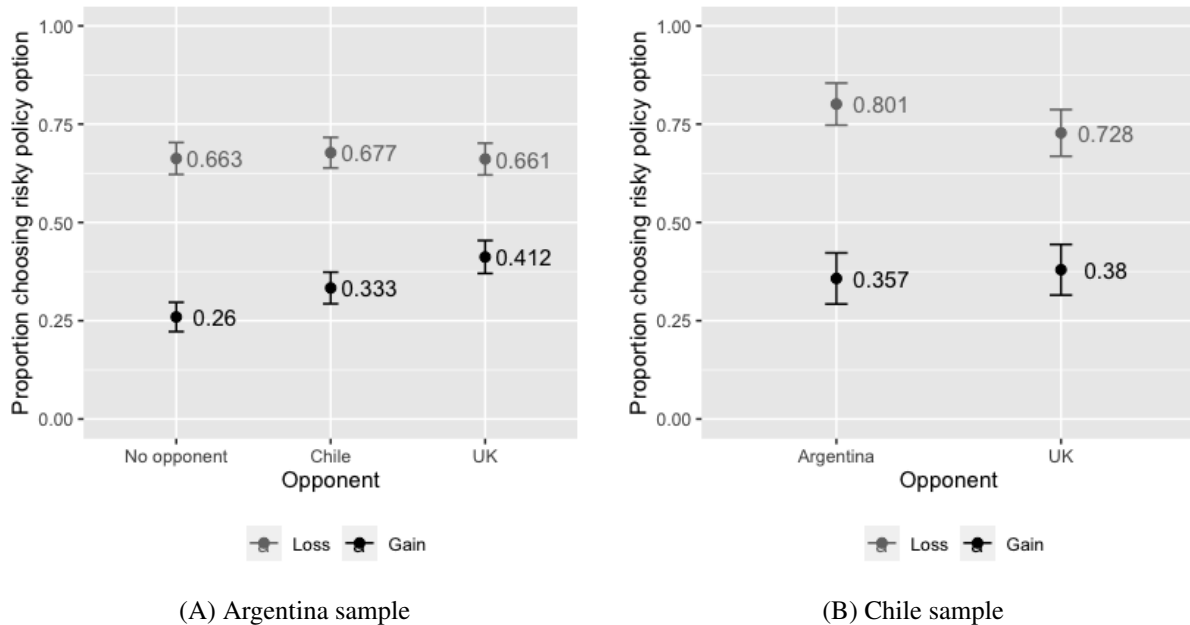 Proportion choosing risky policy option
1.00
0.75
0.50
0.25
0.00
0.663
0.677
0.661
0.26
0.333
0.412
No opponent Chile UK
Opponent
Loss Gain
(A) Argentina sample
Proportion choosing risky policy option
1.00
0.75
0.50
0.25
0.00
0.801
0.728
0.357
0.38
Argentina UK
Opponent
Loss Gain
(B) Chile sample